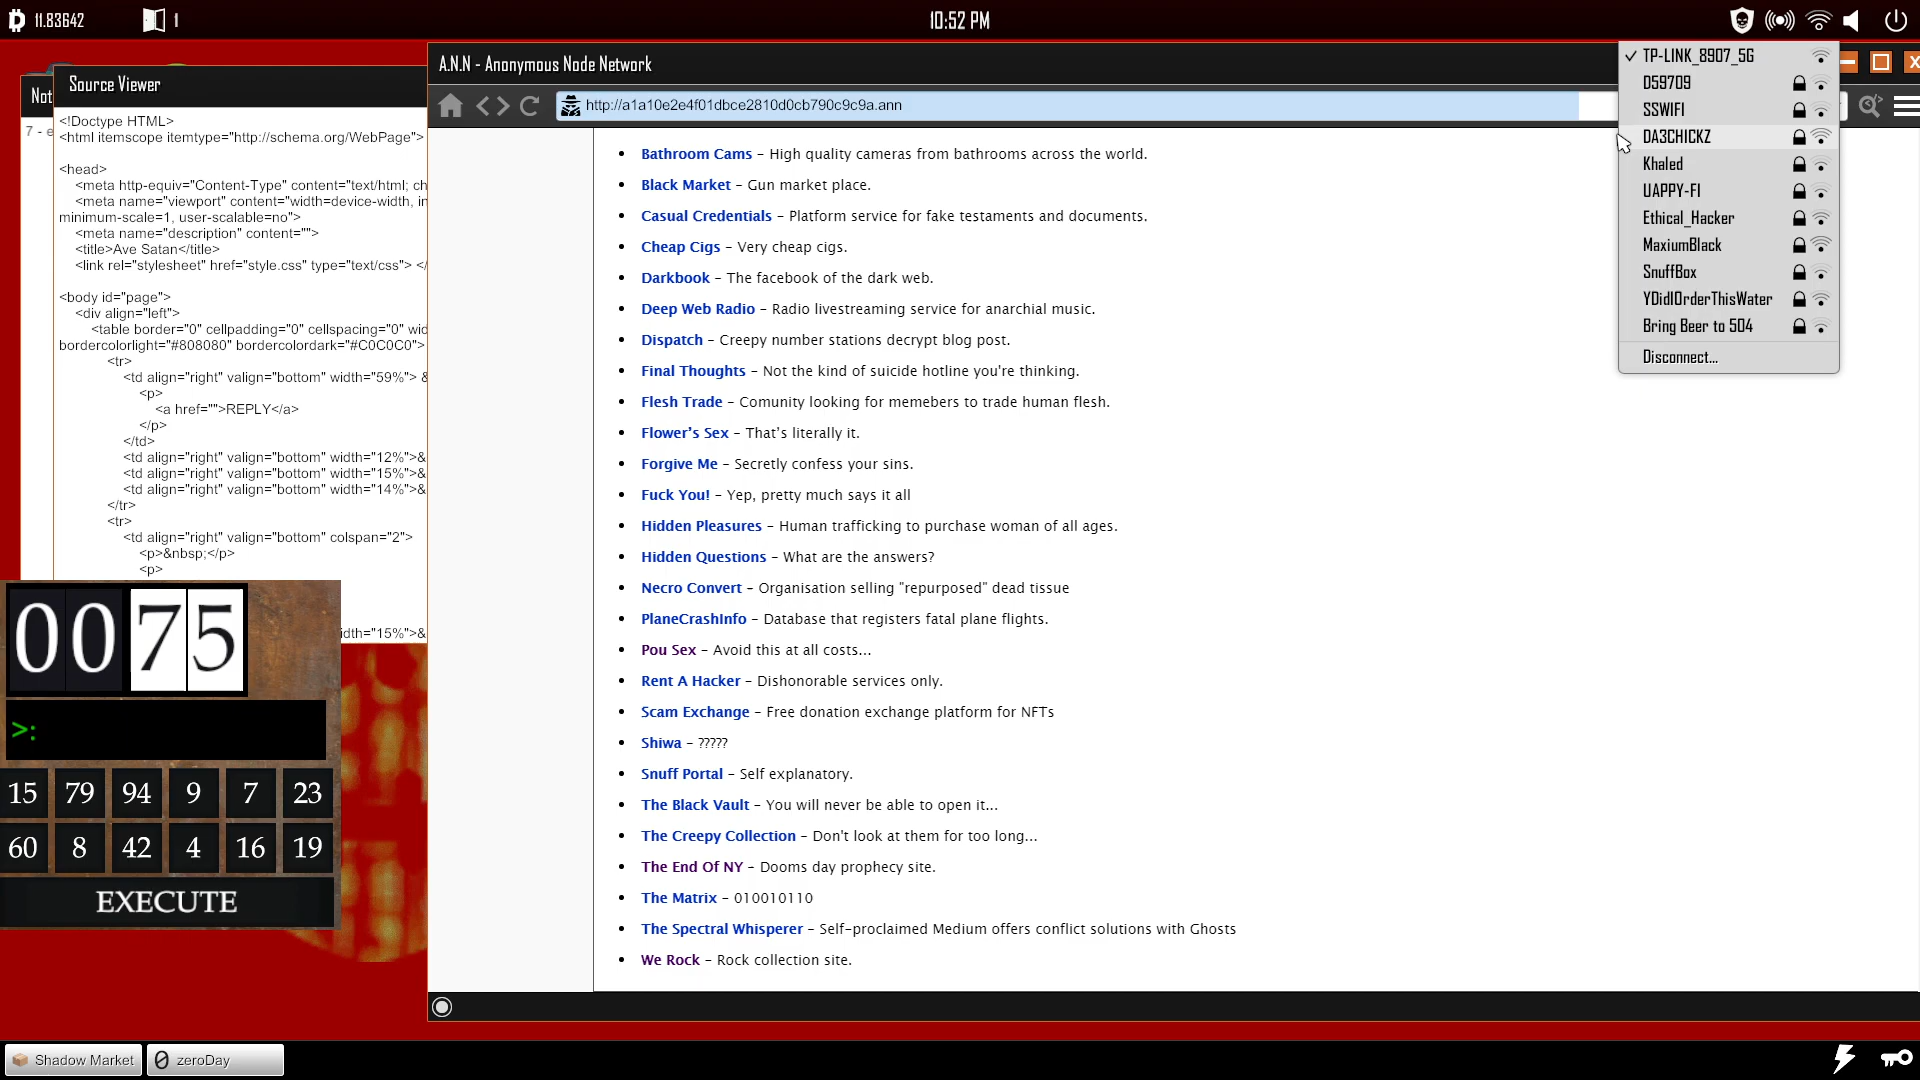 11.83642
1
10:52 PM
Not
7 - e
Source Viewer
<!Doctype HTML>
<html itemscope itemtype="http://schema.org/WebPage">
<head>
<meta http-equiv="Content-Type" content="text/html; ch
<meta name="viewport" content="width=device-width, in
minimum-scale=1, user-scalable=no">
<meta name="description" content="">
<title>Ave Satan</title>
<link rel="stylesheet" href="style.css" type="text/css"> </
<body id="page">
<div align="left">
<table border="0" cellpadding="0" cellspacing="0" wid
bordercolorlight="#808080" bordercolordark="#C0C0C0">
<tr>
<td align="right" valign="bottom" width="59%"> &
<p>
<a href="">REPLY</a>
</p>
</td>
<td align="right" valign="bottom" width="12%">&
<td align="right" valign="bottom" width="15%">&
<td align="right" valign="bottom" width="14%">&
</tr>
<tr>
<td align="right" valign="bottom" colspan="2">
<p>&nbsp;</p>
<p>
idth="15%">&
0075
>:
15 79 94 9 7 23
60 8 42 4 16 19
EXECUTE
A.N.N - Anonymous Node Network
http://a1a10e2e4f01dbce2810d0cb790c9c9a.ann
Bathroom Cams – High quality cameras from bathrooms across the world.
Black Market – Gun market place.
Casual Credentials – Platform service for fake testaments and documents.
Cheap Cigs – Very cheap cigs.
Darkbook – The facebook of the dark web.
Deep Web Radio – Radio livestreaming service for anarchial music.
Dispatch – Creepy number stations decrypt blog post.
Final Thoughts – Not the kind of suicide hotline you're thinking.
Flesh Trade – Comunity looking for memebers to trade human flesh.
Flower's Sex – That's literally it.
Forgive Me – Secretly confess your sins.
Fuck You! – Yep, pretty much says it all
Hidden Pleasures – Human trafficking to purchase woman of all ages.
Hidden Questions – What are the answers?
Necro Convert – Organisation selling "repurposed" dead tissue
PlaneCrashInfo – Database that registers fatal plane flights.
Pou Sex – Avoid this at all costs...
Rent A Hacker – Dishonorable services only.
Scam Exchange – Free donation exchange platform for NFTs
Shiwa – ?????
Snuff Portal – Self explanatory.
The Black Vault – You will never be able to open it...
The Creepy Collection – Don't look at them for too long...
The End Of NY – Dooms day prophecy site.
The Matrix – 010010110
The Spectral Whisperer – Self-proclaimed Medium offers conflict solutions with Ghosts
We Rock – Rock collection site.
TP-LINK_8907_5G
D59709
SSWIFI
DA3CHICKZ
Khaled
UAPPY-FI
Ethical_Hacker
MaxiumBlack
SnuffBox
YDidIOrderThisWater
Bring Beer to 504
Disconnect...
Shadow Market
zeroDay